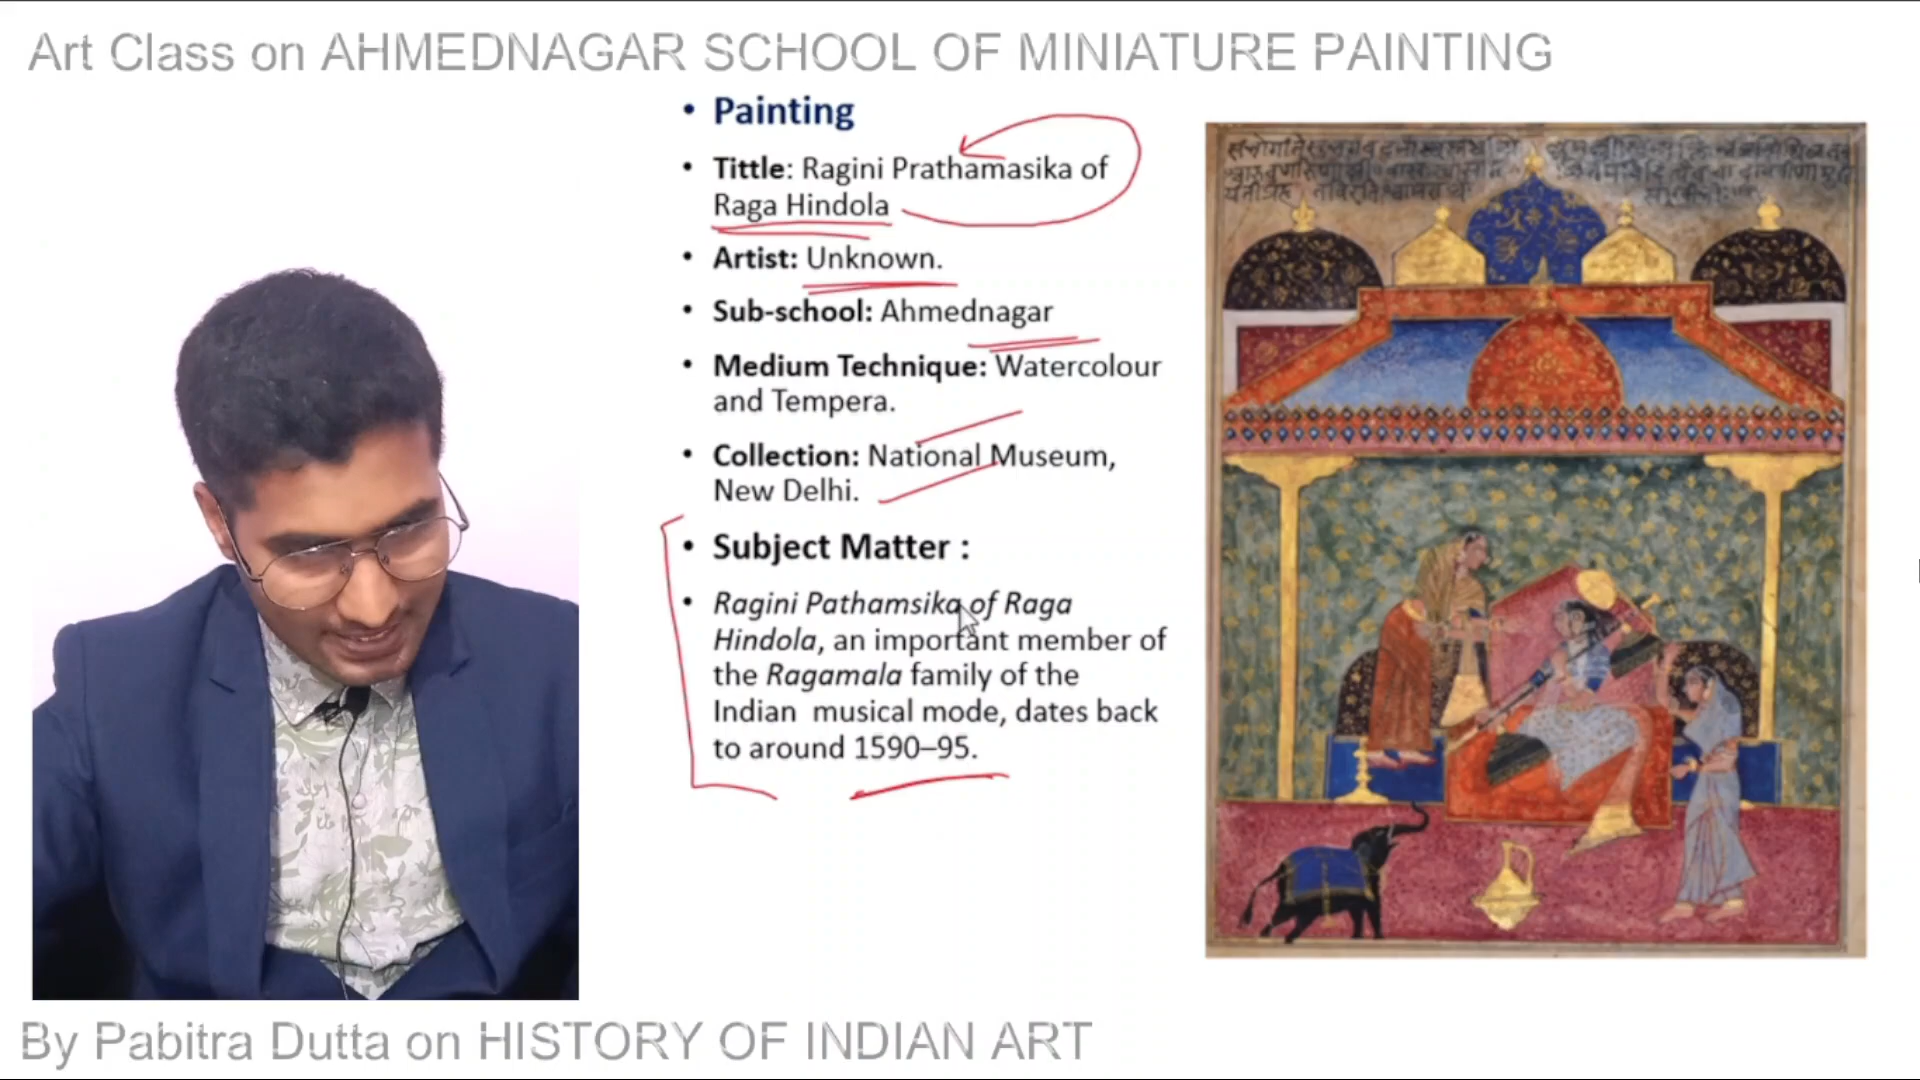 Art Class on AHMEDNAGAR SCHOOL OF MINIATURE PAINTING
• Painting
• Tittle: Ragini Prathamasika of
Raga Hindola
• Artist: Unknown.
• Sub-school: Ahmednagar
• Medium Technique: Watercolour
and Tempera.
• Collection: National Museum,
New Delhi.
• Subject Matter :
• Ragini Pathamsika of Raga
Hindola, an important member of
the Ragamala family of the
Indian musical mode, dates back
to around 1590–95.
By Pabitra Dutta on HISTORY OF INDIAN ART